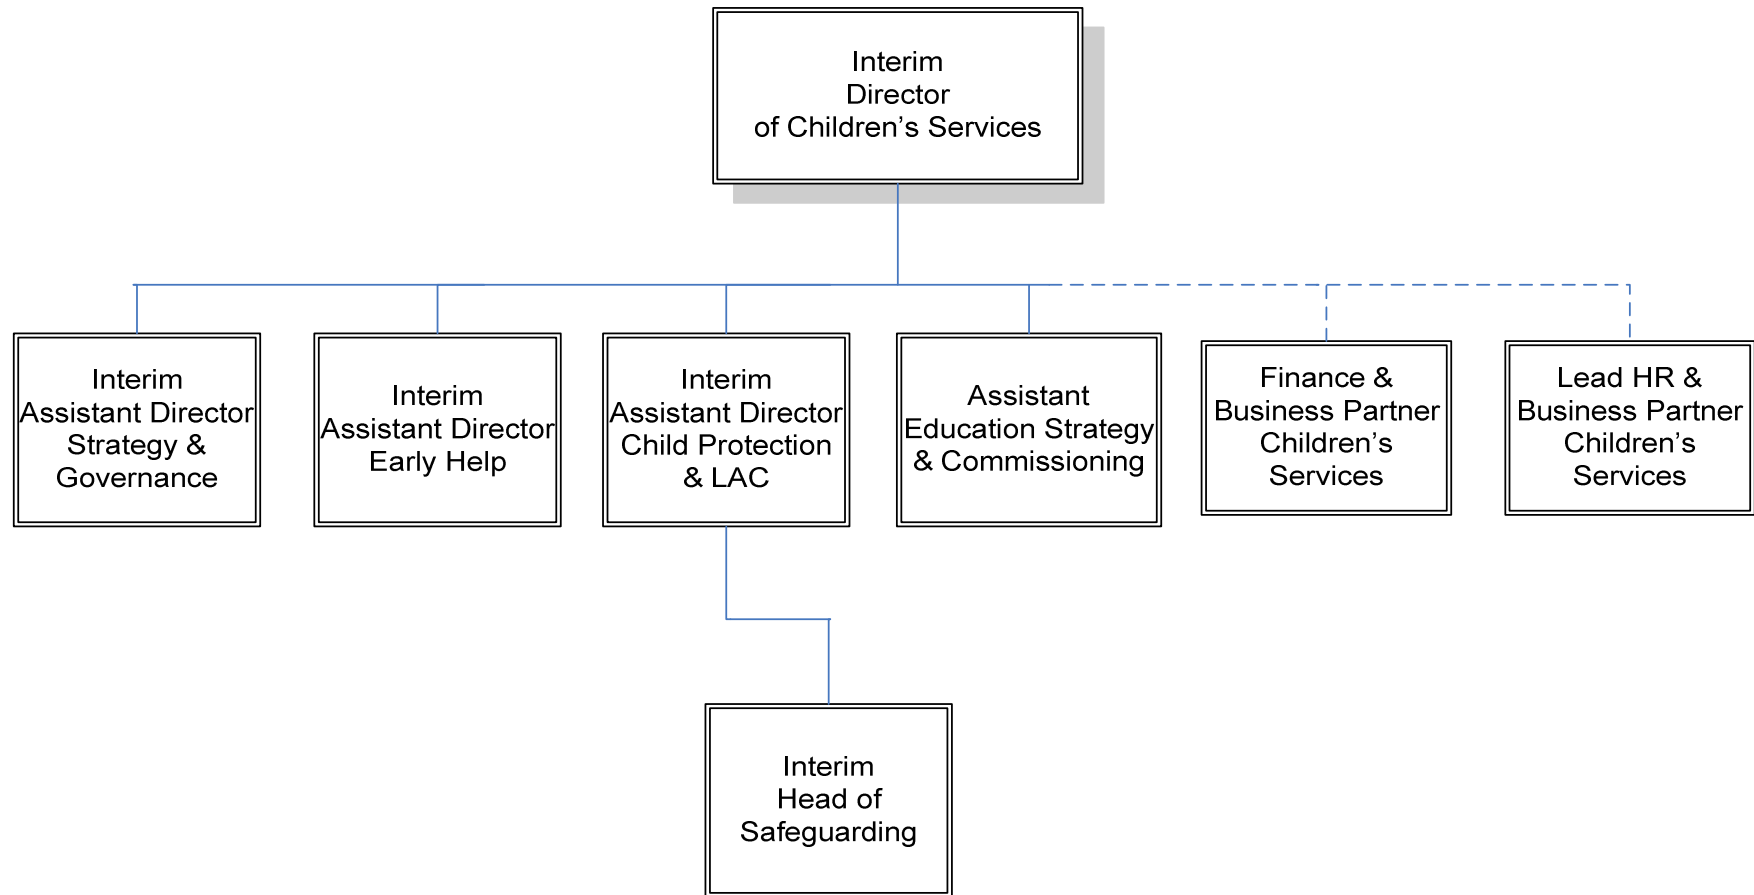 Interim
Director
of Children’s Services
Interim
Assistant Director
Strategy &
Governance
Interim
Assistant Director
Early Help
Interim
Assistant Director
Child Protection
& LAC
Assistant
Education Strategy
& Commissioning
Finance &
Business Partner
Children’s
Services
Lead HR &
Business Partner
Children’s
Services
Interim
Head of
Safeguarding